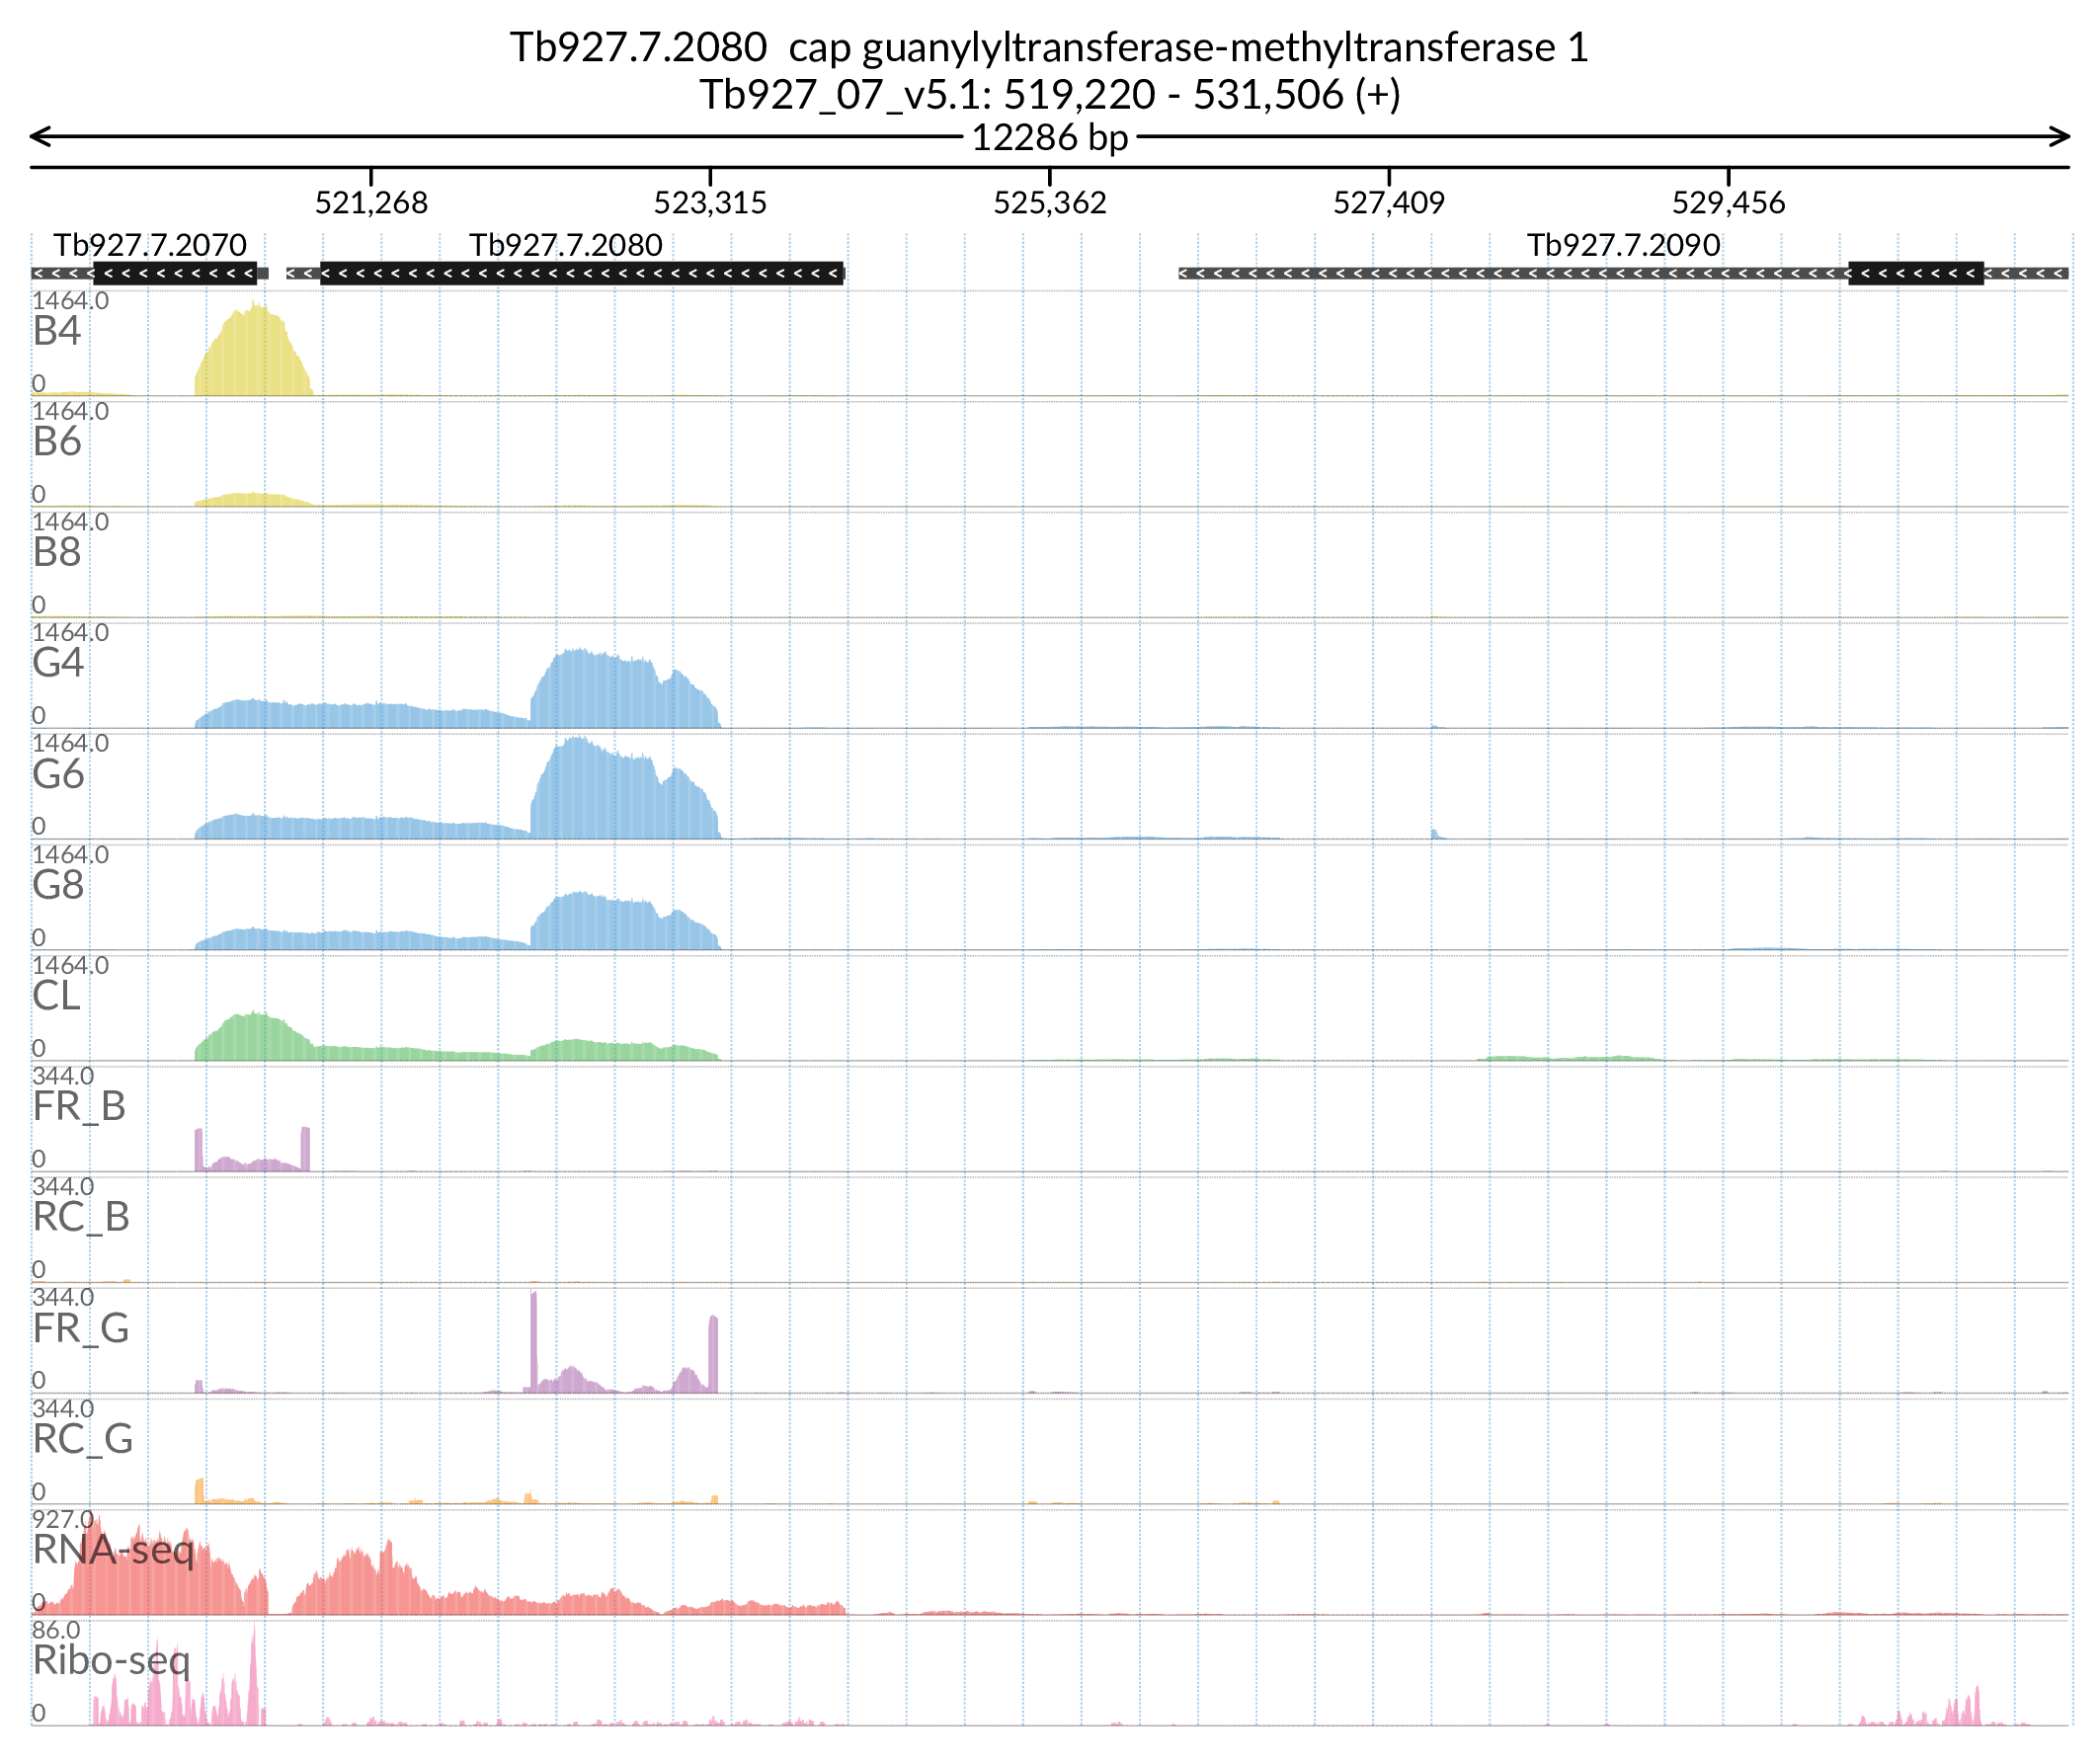 Tb927.7.2080  cap guanylyltransferase-methyltransferase 1
Tb927_07_v5.1: 519,220 - 531,506 (+)
12286 bp
521,268 523,315 525,362 527,409 529,456
Tb927.7.2070 Tb927.7.2080 Tb927.7.2090
1464.0
B4
0
1464.0
B6
0
1464.0
B8
0
1464.0
G4
0
1464.0
G6
0
1464.0
G8
0
1464.0
CL
0
344.0
FR_B
0
344.0
RC_B
0
344.0
FR_G
0
344.0
RC_G
0
927.0
RNA-seq
0
86.0
Ribo-seq
0